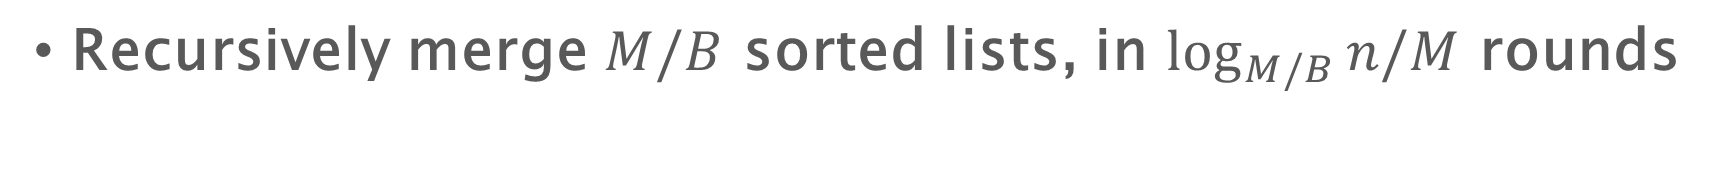 • Recursively merge M/B sorted lists, in log_{M/B} n/M rounds